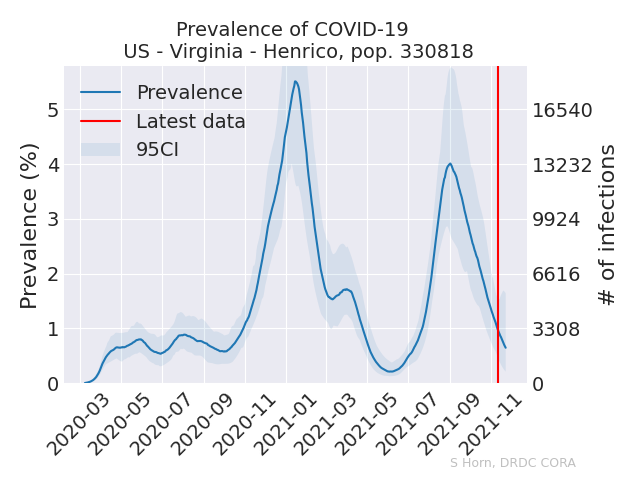 Prevalence of COVID-19
US - Virginia - Henrico, pop. 330818
Prevalence
Latest data
95CI
Prevalence (%)
5
4
3
2
1
0
16540
13232
9924
6616
3308
0
# of infections
2020-03
2020-05
2020-07
2020-09
2020-11
2021-01
2021-03
2021-05
2021-07
2021-09
2021-11
S Horn, DRDC CORA